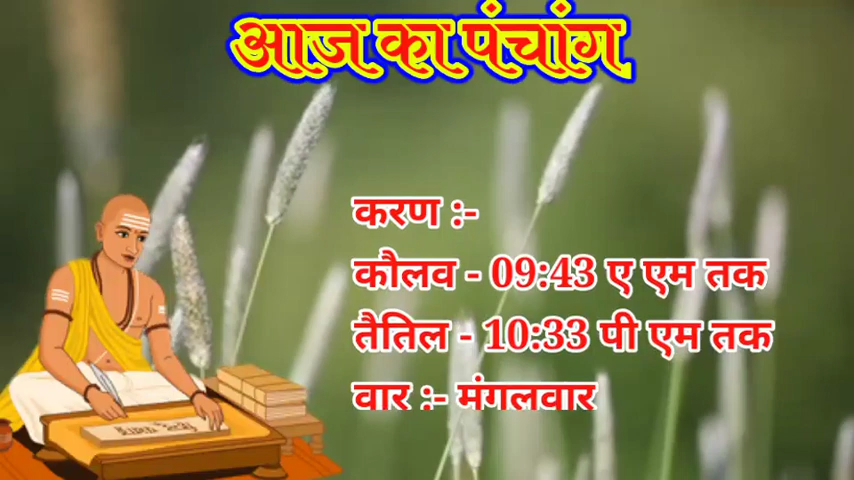 आज का पंचांग
करण :-
कौलव - 09:43 ए एम तक
तैतिल - 10:33 पी एम तक
वार :- मंगलवार